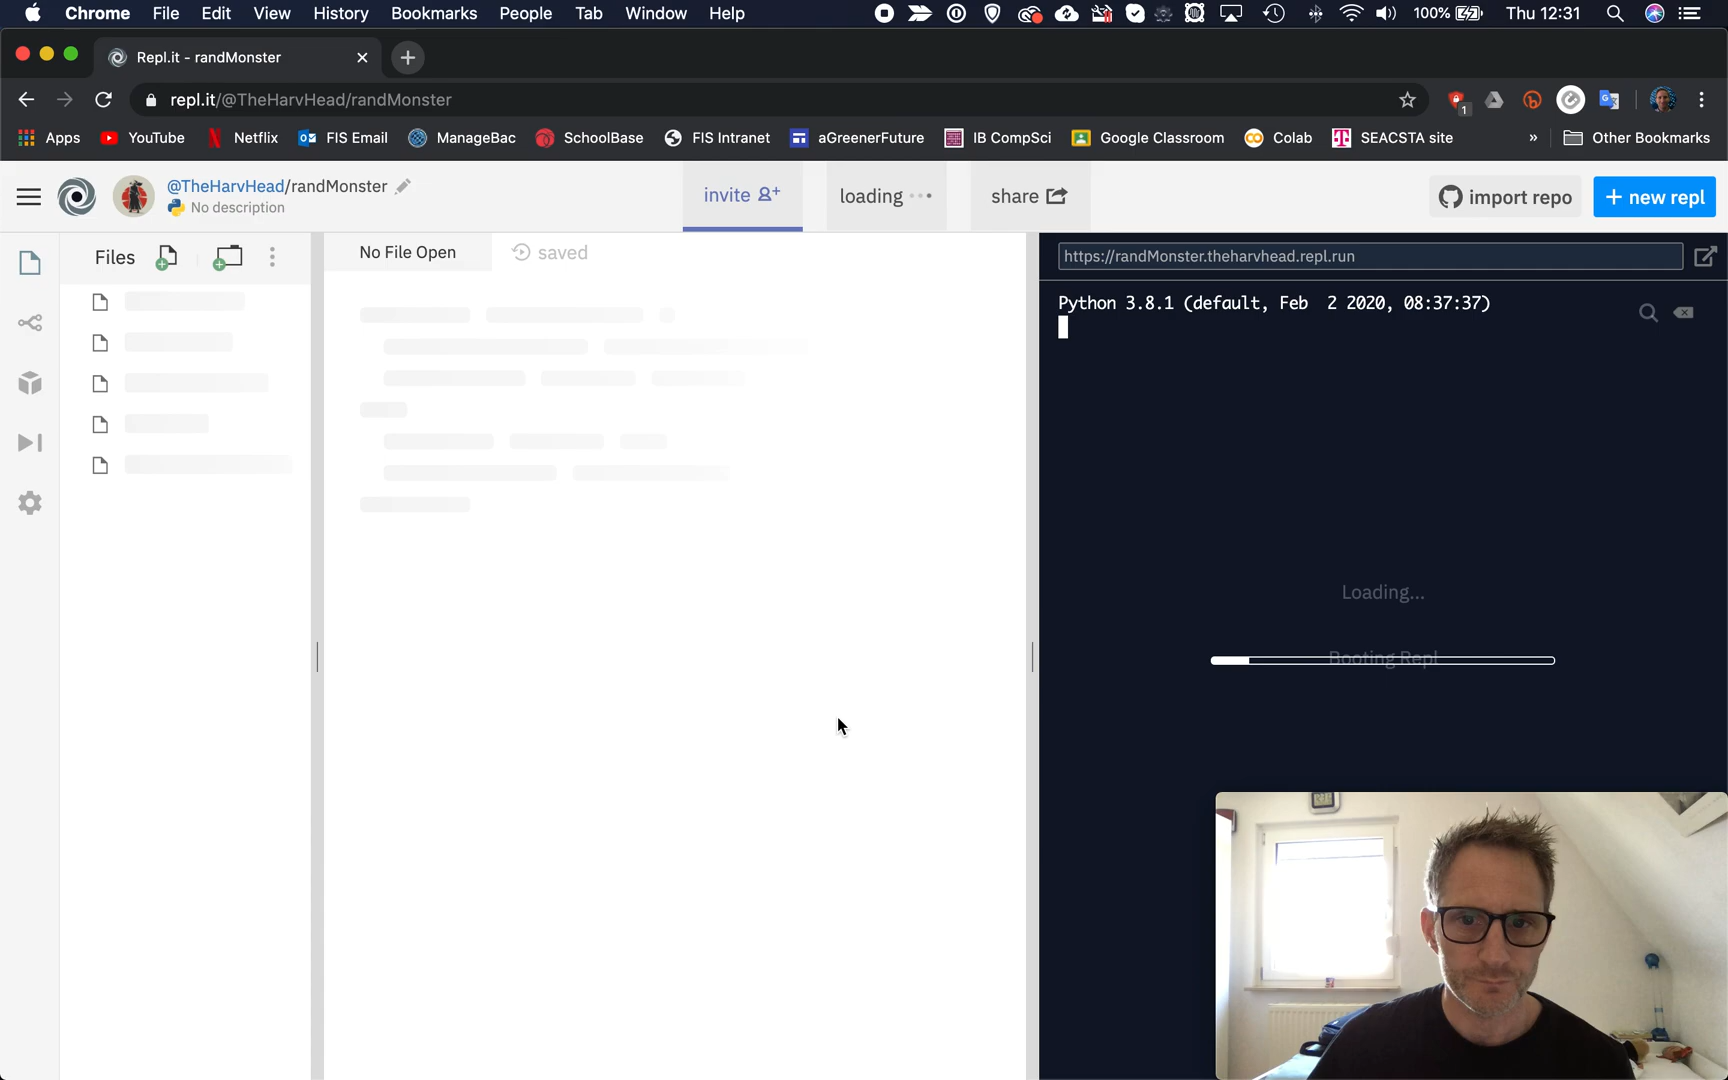 Chrome File Edit View History Bookmarks People Tab Window Help 100% Thu 12:31
Repl.it - randMonster
repl.it/@TheHarvHead/randMonster 1
Apps YouTube Netflix FIS Email ManageBac SchoolBase FIS Intranet aGreenerFuture IB CompSci Google Classroom Colab SEACSTA site » Other Bookmarks
@TheHarvHead/randMonster
No description
invite loading share import repo + new repl
Files
No File Open saved
https://randMonster.theharvhead.repl.run
Python 3.8.1 (default, Feb  2 2020, 08:37:37)
Loading...
Booting Repl